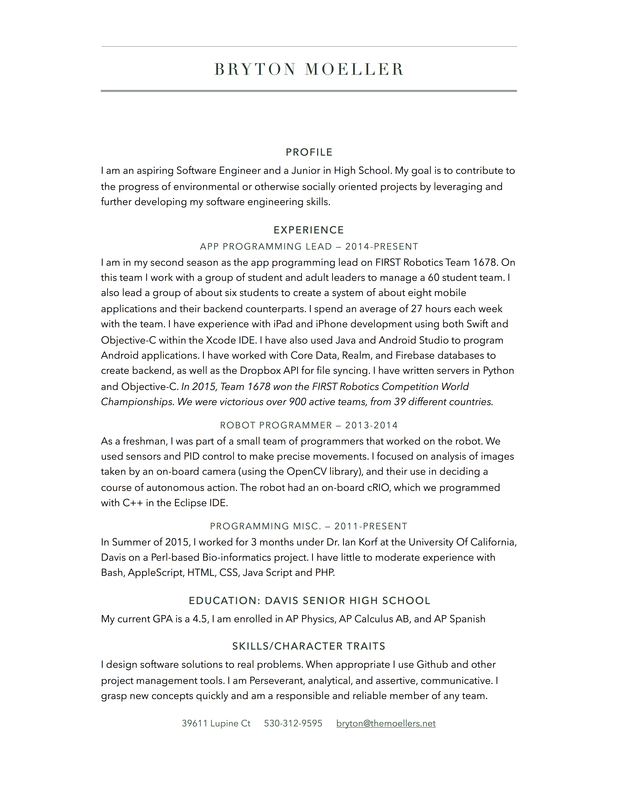 BRYTON MOELLER
PROFILE
I am an aspiring Software Engineer and a Junior in High School. My goal is to contribute to
the progress of environmental or otherwise socially oriented projects by leveraging and
further developing my software engineering skills.
EXPERIENCE
APP PROGRAMMING LEAD – 2014-PRESENT
I am in my second season as the app programming lead on FIRST Robotics Team 1678. On
this team I work with a group of student and adult leaders to manage a 60 student team. I
also lead a group of about six students to create a system of about eight mobile
applications and their backend counterparts. I spend an average of 27 hours each week
with the team. I have experience with iPad and iPhone development using both Swift and
Objective-C within the Xcode IDE. I have also used Java and Android Studio to program
Android applications. I have worked with Core Data, Realm, and Firebase databases to
create backend, as well as the Dropbox API for file syncing. I have written servers in Python
and Objective-C. In 2015, Team 1678 won the FIRST Robotics Competition World
Championships. We were victorious over 900 active teams, from 39 different countries.
ROBOT PROGRAMMER – 2013-2014
As a freshman, I was part of a small team of programmers that worked on the robot. We
used sensors and PID control to make precise movements. I focused on analysis of images
taken by an on-board camera (using the OpenCV library), and their use in deciding a
course of autonomous action. The robot had an on-board cRIO, which we programmed
with C++ in the Eclipse IDE.
PROGRAMMING MISC. – 2011-PRESENT
In Summer of 2015, I worked for 3 months under Dr. Ian Korf at the University Of California,
Davis on a Perl-based Bio-informatics project. I have little to moderate experience with
Bash, AppleScript, HTML, CSS, Java Script and PHP.
EDUCATION: DAVIS SENIOR HIGH SCHOOL
My current GPA is a 4.5, I am enrolled in AP Physics, AP Calculus AB, and AP Spanish
SKILLS/CHARACTER TRAITS
I design software solutions to real problems. When appropriate I use Github and other
project management tools. I am Perseverant, analytical, and assertive, communicative. I
grasp new concepts quickly and am a responsible and reliable member of any team.
39611 Lupine Ct 530-312-9595 bryton@themoellers.net